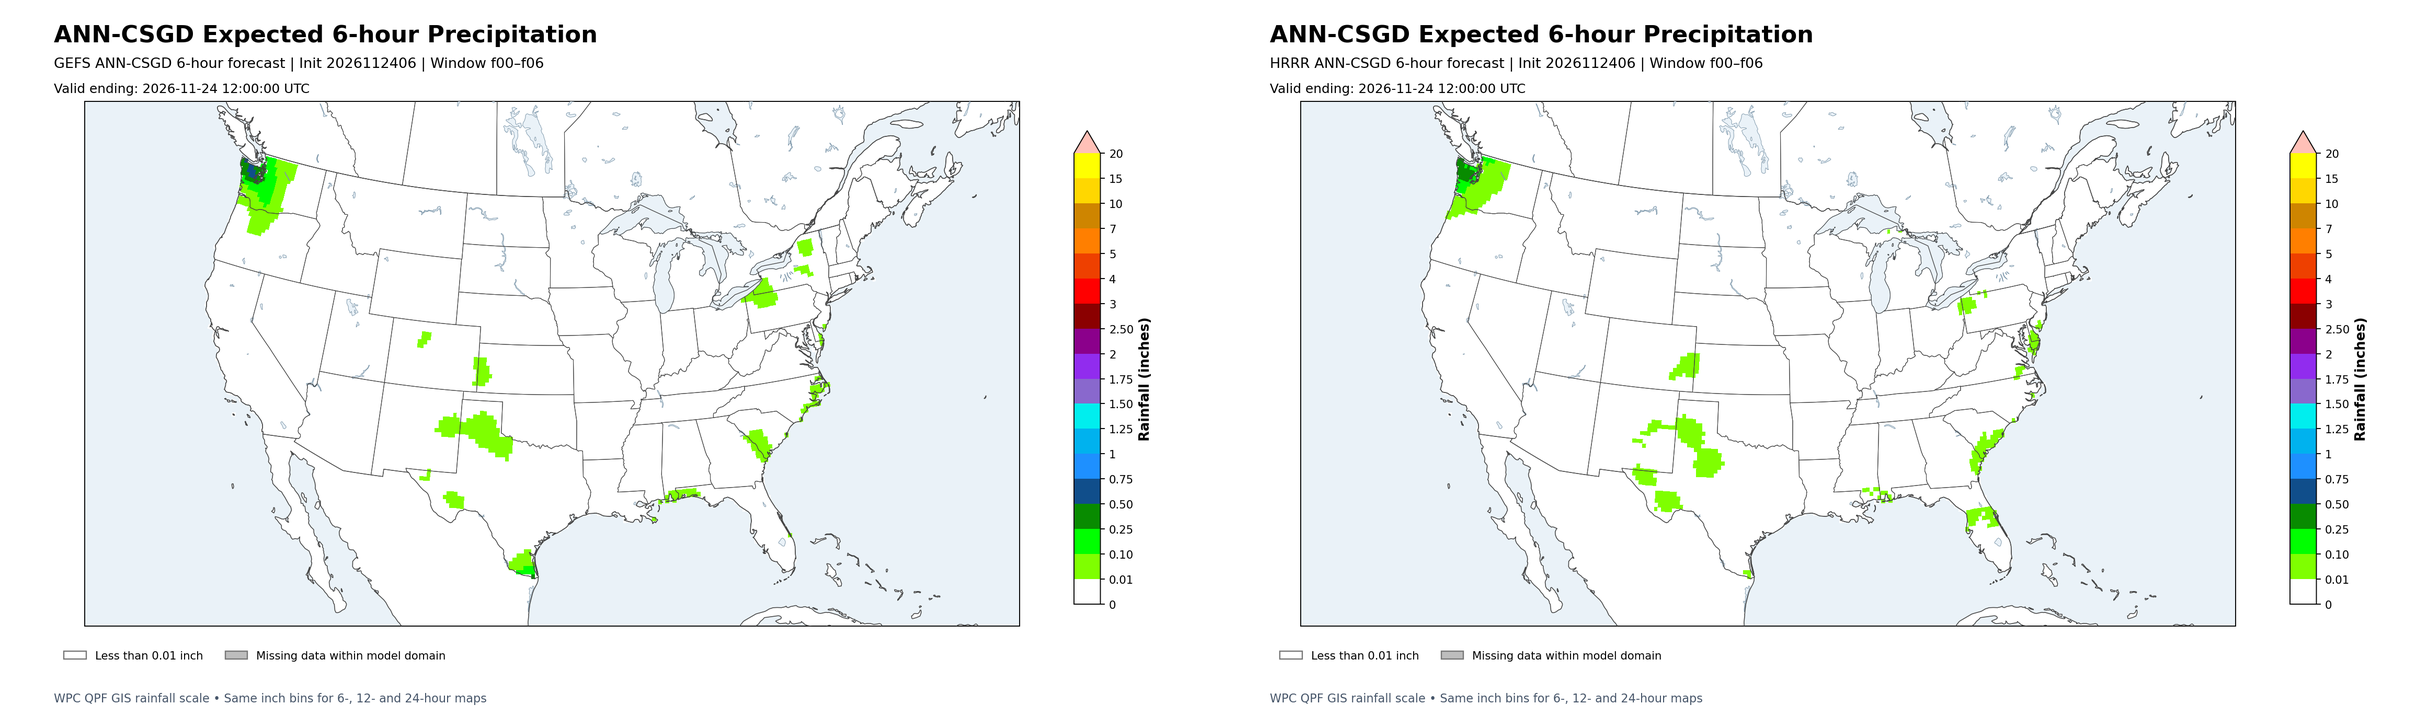 ANN-CSGD Expected 6-hour Precipitation
GEFS ANN-CSGD 6-hour forecast | Init 2026112406 | Window f00–f06
Valid ending: 2026-11-24 12:00:00 UTC
20
15
10
7
5
4
3
2.50
2
1.75
1.50
1.25
1
0.75
0.50
0.25
0.10
0.01
0
Rainfall (inches)
Less than 0.01 inch
Missing data within model domain
WPC QPF GIS rainfall scale • Same inch bins for 6-, 12- and 24-hour maps
ANN-CSGD Expected 6-hour Precipitation
HRRR ANN-CSGD 6-hour forecast | Init 2026112406 | Window f00–f06
Valid ending: 2026-11-24 12:00:00 UTC
20
15
10
7
5
4
3
2.50
2
1.75
1.50
1.25
1
0.75
0.50
0.25
0.10
0.01
0
Rainfall (inches)
Less than 0.01 inch
Missing data within model domain
WPC QPF GIS rainfall scale • Same inch bins for 6-, 12- and 24-hour maps